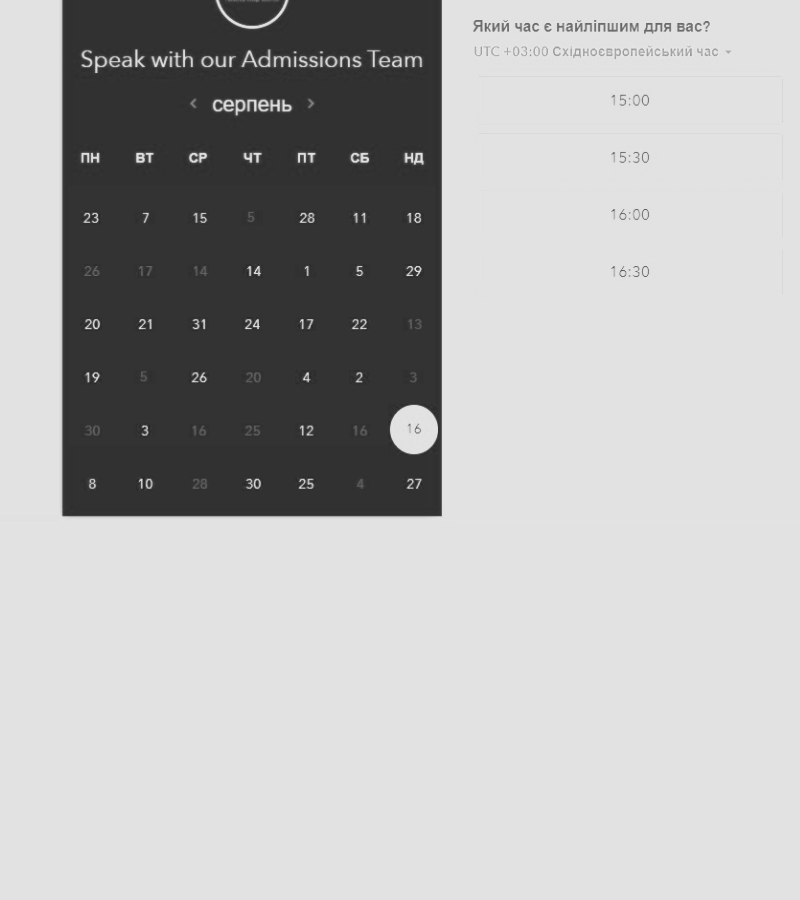 Speak with our Admissions Team
серпень
ПН ВТ СР ЧТ ПТ СБ НД
23 7 15 5 28 11 18
26 17 14 14 1 5 29
20 21 31 24 17 22 13
19 5 26 20 4 2 3
30 3 16 25 12 16 16
8 10 28 30 25 4 27
Який час є найліпшим для вас?
UTC +03:00 Східноєвропейський час
15:00
15:30
16:00
16:30